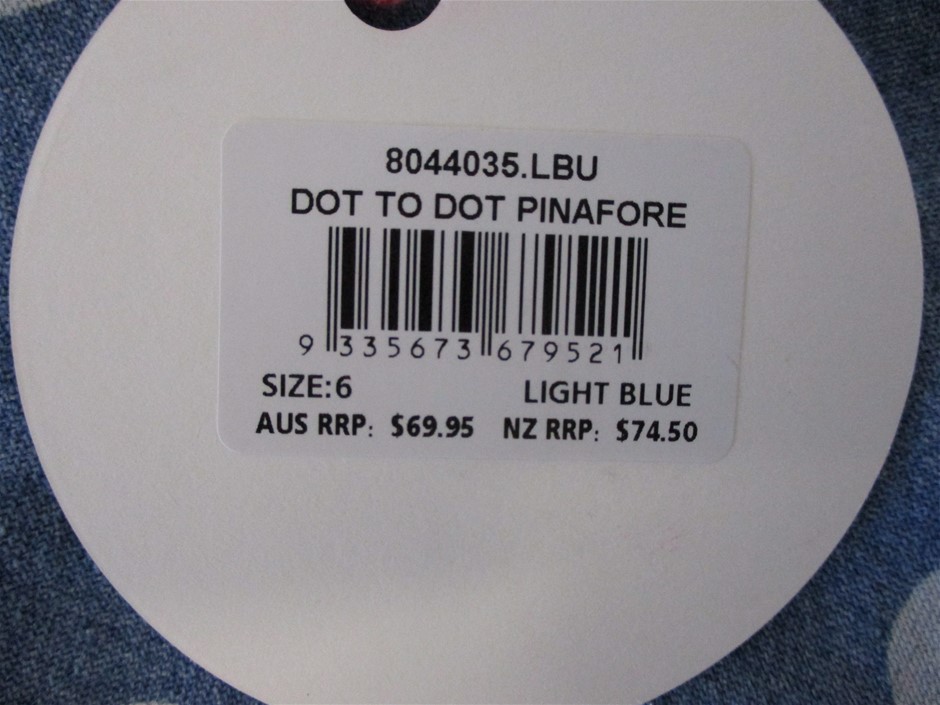 8044035.LBU
DOT TO DOT PINAFORE
9 335673 679521
SIZE:6 LIGHT BLUE
AUS RRP: $69.95 NZ RRP: $74.50